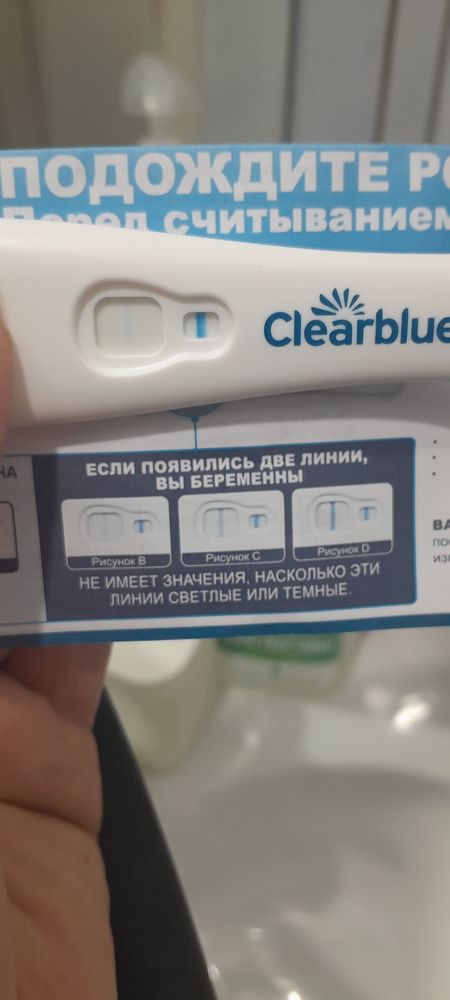 ПОДОЖДИТЕ
Перед считыванием
Clearblue
НА
ЕСЛИ ПОЯВИЛИСЬ ДВЕ ЛИНИИ,
ВЫ БЕРЕМЕННЫ
Рисунок B
Рисунок C
Рисунок D
НЕ ИМЕЕТ ЗНАЧЕНИЯ, НАСКОЛЬКО ЭТИ
ЛИНИИ СВЕТЛЫЕ ИЛИ ТЕМНЫЕ.